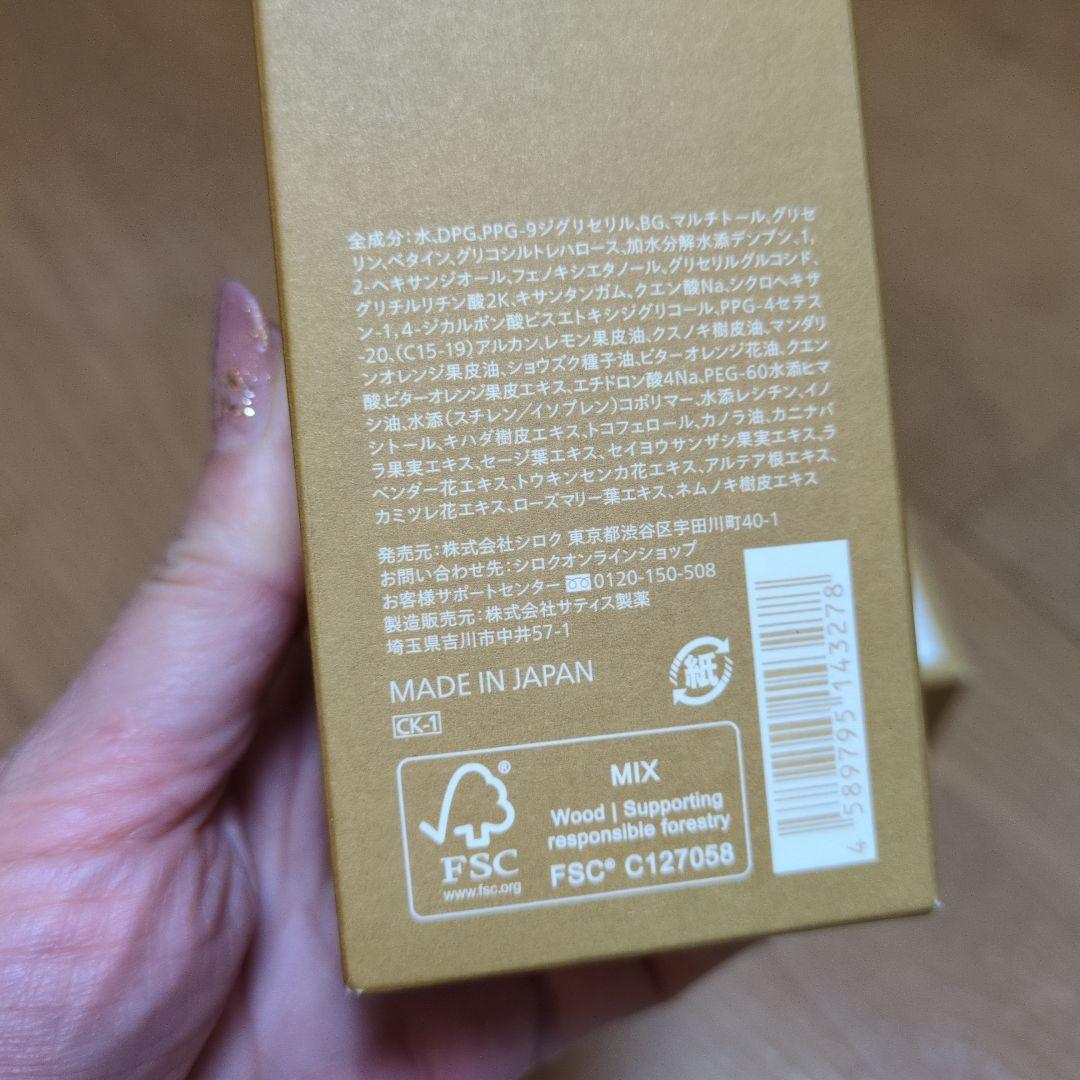 全成分：水、DPG、PPG-9ジグリセリル、BG、マルチトール、グリセ
リン、ベタイン、グリコシルトレハロース、加水分解水添デンプン、1,
2-ヘキサンジオール、フェノキシエタノール、グリセリルグルコシド、
グリチルリチン酸2K、キサンタンガム、クエン酸Na、シクロヘキサ
ン-1,4-ジカルボン酸ビスエトキシジグリコール、PPG-4セテス
-20、（C15-19）アルカン、レモン果皮油、クスノキ樹皮油、マンダリ
ンオレンジ果皮油、ショウズク種子油、ビターオレンジ花油、クエン
酸、ビターオレンジ果皮エキス、エチドロン酸4Na、PEG-60水添ヒマ
シ油、水添（スチレン／イソプレン）コポリマー、水添レシチン、イノ
シトール、キハダ樹皮エキス、トコフェロール、カノラ油、カニナバ
ラ果実エキス、セージ葉エキス、セイヨウサンザシ果実エキス、ラ
ベンダー花エキス、トウキンセンカ花エキス、アルテア根エキス、
カミツレ花エキス、ローズマリー葉エキス、ネムノキ樹皮エキス
発売元：株式会社シロク 東京都渋谷区宇田川町40-1
お問い合わせ先：シロクオンラインショップ
お客様サポートセンター 0120-150-508
製造販売元：株式会社サティス製薬
埼玉県吉川市中井57-1
MADE IN JAPAN
紙
CK-1
FSC®
www.fsc.org
MIX
Wood | Supporting
responsible forestry
FSC® C127058
4 589795 143278